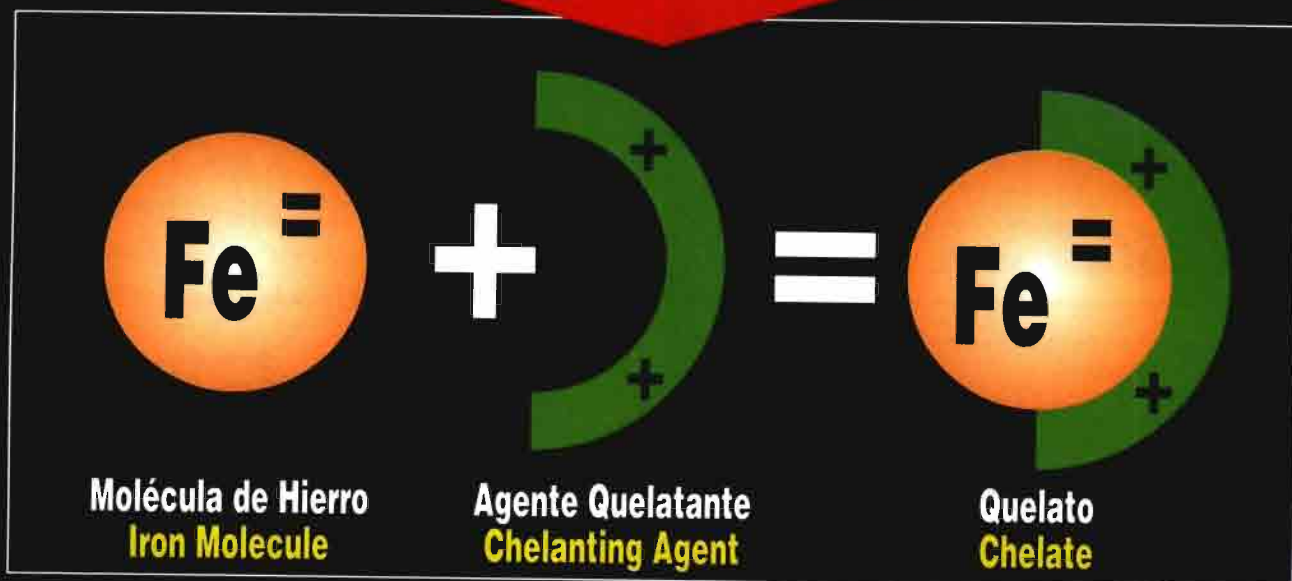 Fe =
+
+
+
=
Fe =
+
+
Molécula de Hierro
Iron Molecule
Agente Quelatante
Chelanting Agent
Quelato
Chelate